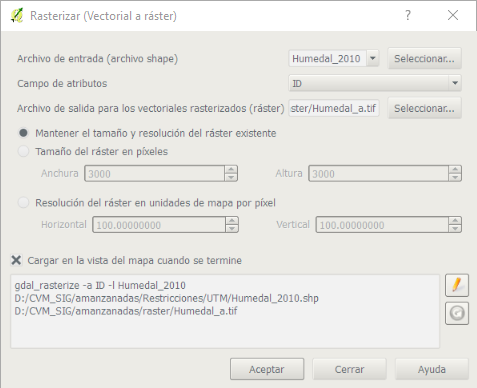 Rasterizar (Vectorial a ráster)
?
Archivo de entrada (archivo shape) Humedal_2010 Seleccionar...
Campo de atributos ID
Archivo de salida para los vectoriales rasterizados (ráster) ster/Humedal_a.tif Seleccionar...
Mantener el tamaño y resolución del ráster existente
Tamaño del ráster en píxeles
Anchura 3000 Altura 3000
Resolución del ráster en unidades de mapa por píxel
Horizontal 100.00000000 Vertical 100.00000000
Cargar en la vista del mapa cuando se termine
gdal_rasterize -a ID -l Humedal_2010
D:/CVM_SIG/amanzanadas/Restricciones/UTM/Humedal_2010.shp
D:/CVM_SIG/amanzanadas/raster/Humedal_a.tif
Aceptar Cerrar Ayuda